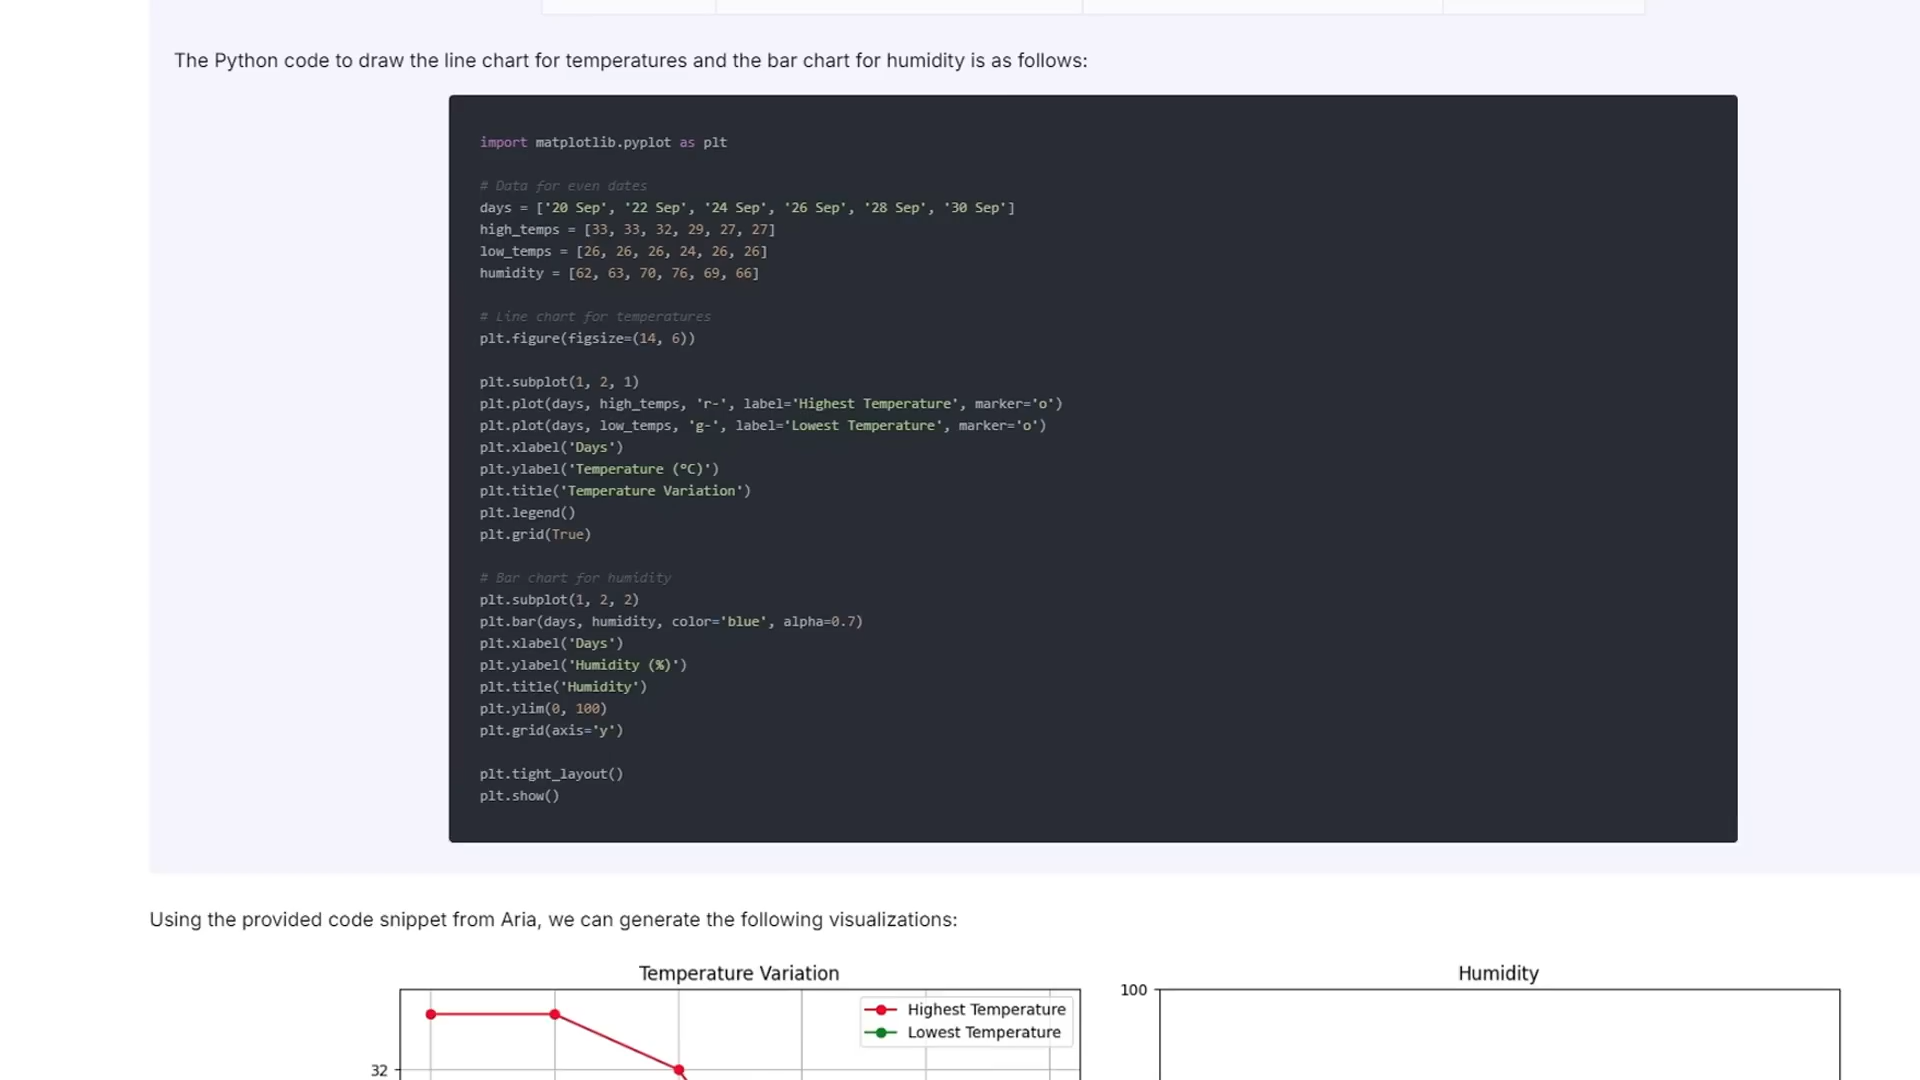 The Python code to draw the line chart for temperatures and the bar chart for humidity is as follows:
import matplotlib.pyplot as plt
# Data for even dates
days = ['20 Sep', '22 Sep', '24 Sep', '26 Sep', '28 Sep', '30 Sep']
high_temps = [33, 33, 32, 29, 27, 27]
low_temps = [26, 26, 26, 24, 26, 26]
humidity = [62, 63, 70, 76, 69, 66]
# Line chart for temperatures
plt.figure(figsize=(14, 6))
plt.subplot(1, 2, 1)
plt.plot(days, high_temps, 'r-', label='Highest Temperature', marker='o')
plt.plot(days, low_temps, 'g-', label='Lowest Temperature', marker='o')
plt.xlabel('Days')
plt.ylabel('Temperature (°C)')
plt.title('Temperature Variation')
plt.legend()
plt.grid(True)
# Bar chart for humidity
plt.subplot(1, 2, 2)
plt.bar(days, humidity, color='blue', alpha=0.7)
plt.xlabel('Days')
plt.ylabel('Humidity (%)')
plt.title('Humidity')
plt.ylim(0, 100)
plt.grid(axis='y')
plt.tight_layout()
plt.show()
Using the provided code snippet from Aria, we can generate the following visualizations:
Temperature Variation
Highest Temperature
Lowest Temperature
32
Humidity
100